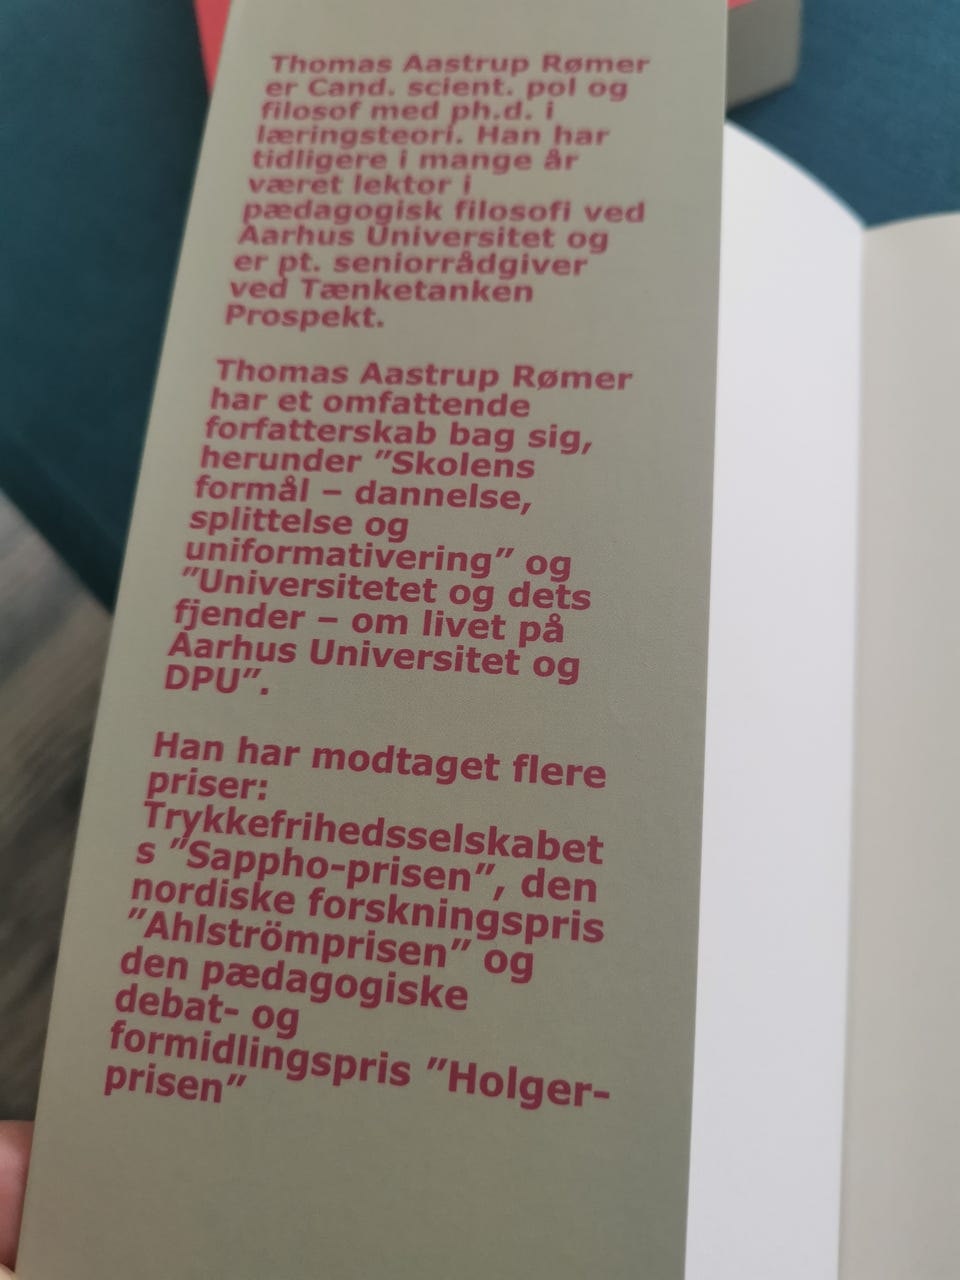 Thomas Aastrup Rømer
er Cand. scient. pol og
filosof med ph.d. i
læringsteori. Han har
tidligere i mange år
været lektor i
pædagogisk filosofi ved
Aarhus Universitet og
er pt. seniorrådgiver
ved Tænketanken
Prospekt.
Thomas Aastrup Rømer
har et omfattende
forfatterskab bag sig,
herunder ”Skolens
formål – dannelse,
splittelse og
uniformativering” og
”Universitetet og dets
fjender – om livet på
Aarhus Universitet og
DPU”.
Han har modtaget flere
priser:
Trykkefrihedsselskabet
s ”Sappho-prisen”, den
nordiske forskningspris
”Ahlströmprisen” og
den pædagogiske
debat- og
formidlingspris ”Holger-
prisen”